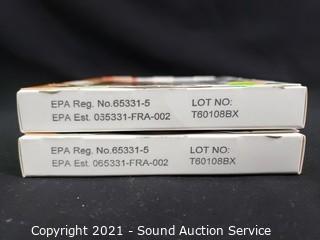 EPA Reg. No.65331-5 LOT NO:
EPA Est. 035331-FRA-002 T60108BX
EPA Reg. No.65331-5 LOT NO:
EPA Est. 065331-FRA-002 T60108BX
Copyright 2021 - Sound Auction Service